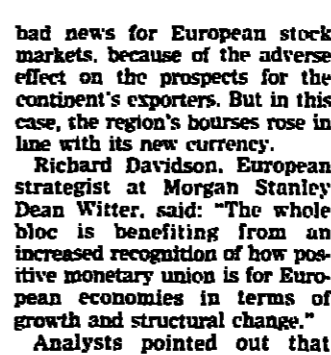 bad news for European stock
markets, because of the adverse
effect on the prospects for the
continent's exporters. But in this
case, the region's bourses rose in
line with its new currency.
Richard Davidson, European
strategist at Morgan Stanley
Dean Witter, said: "The whole
bloc is benefiting from an
increased recognition of how pos-
itive monetary union is for Euro-
pean economies in terms of
growth and structural change."
Analysts pointed out that